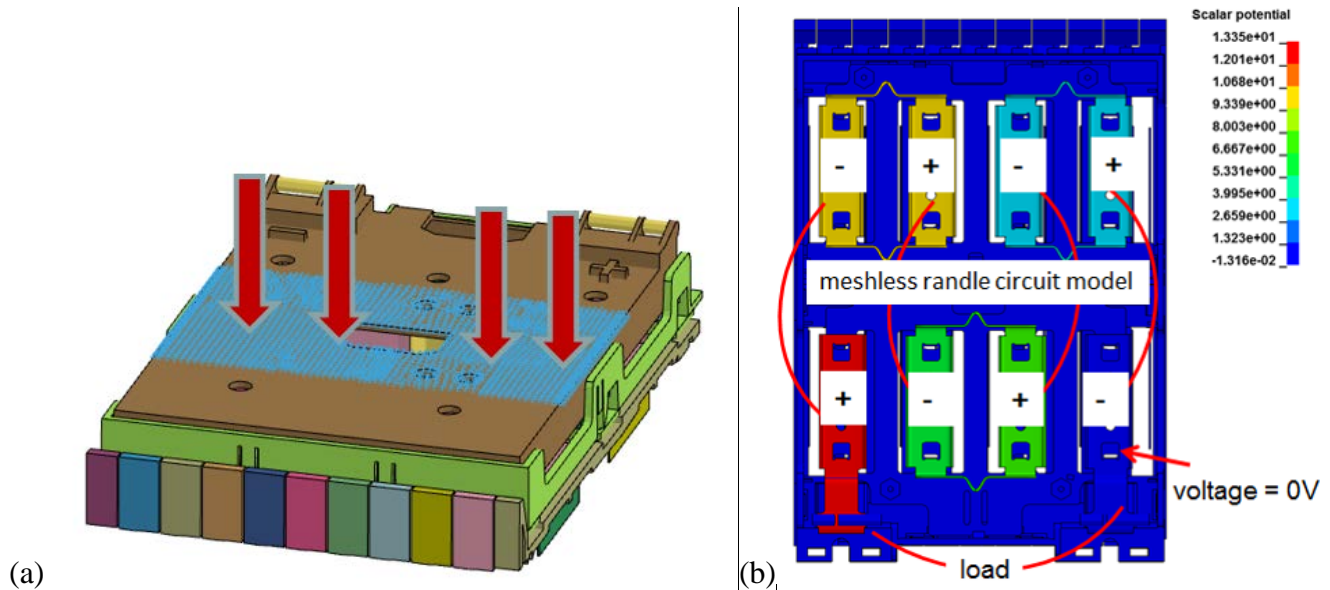 (a)
Scalar potential
1.335e+01
1.201e+01
1.068e+01
9.339e+00
8.003e+00
6.667e+00
5.331e+00
3.995e+00
2.659e+00
1.323e+00
-1.316e-02
- + - +
meshless randle circuit model
+ - + -
voltage = 0V
load
(b)